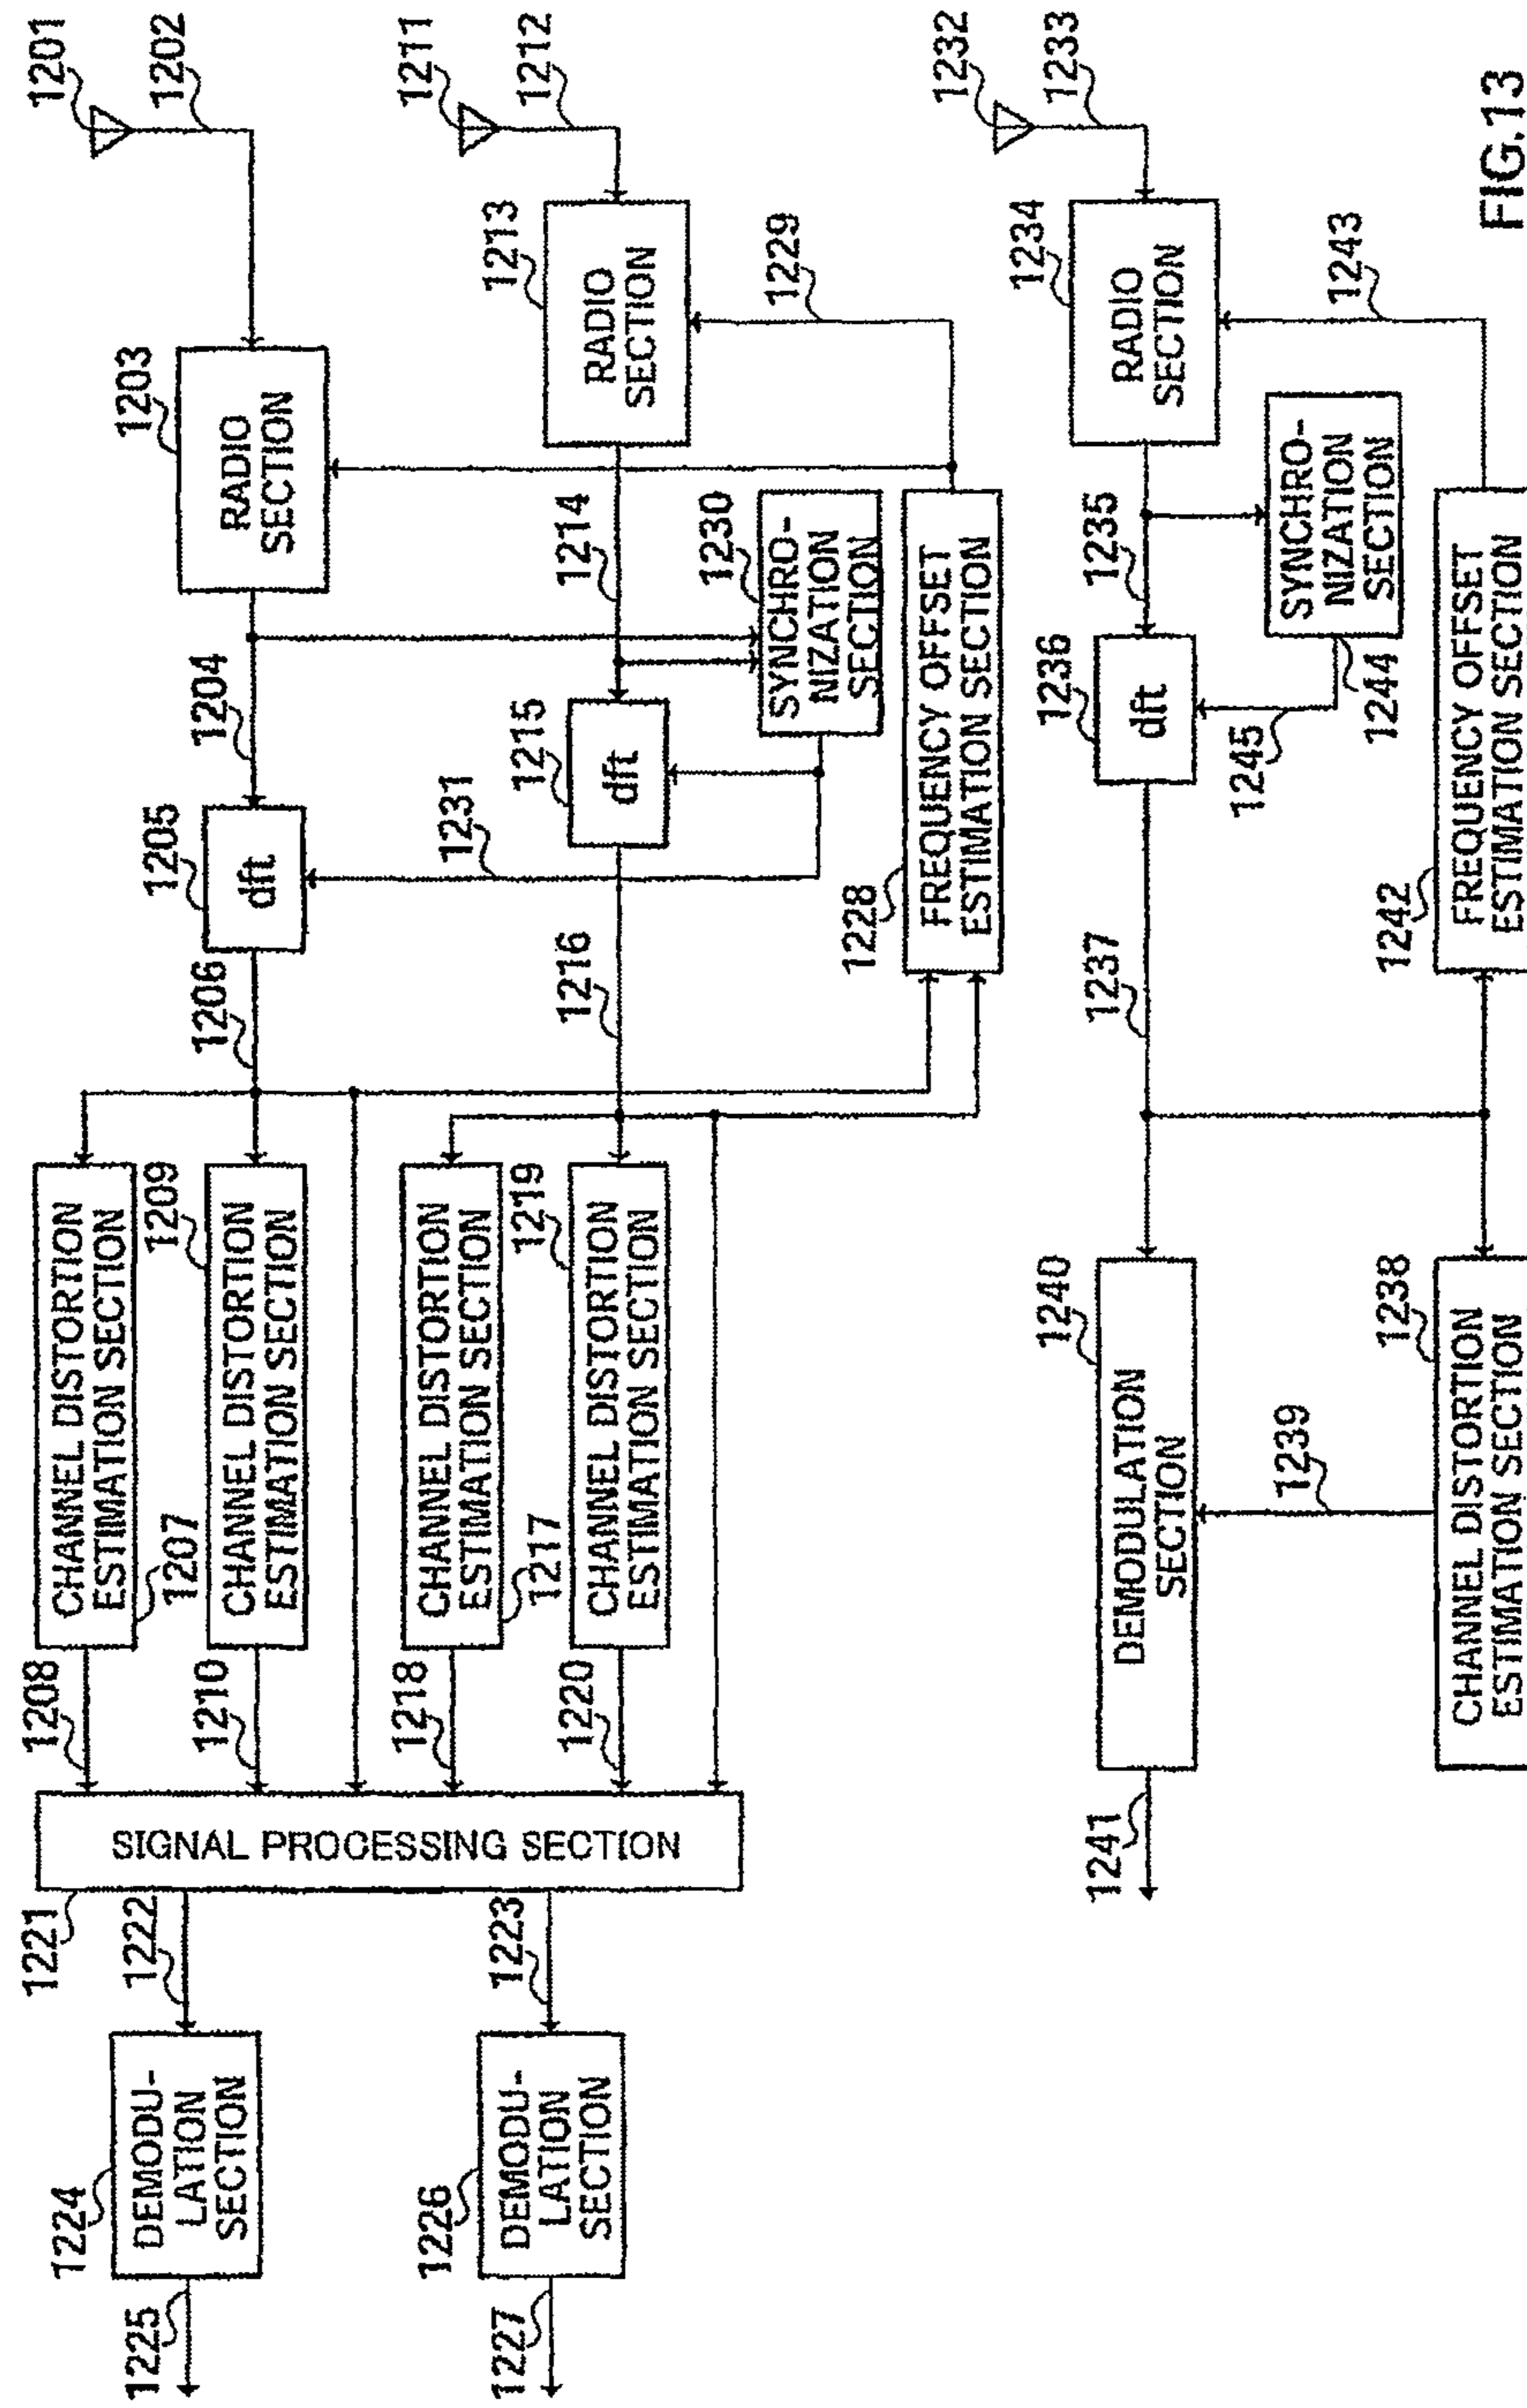 1201
1202
1203
RADIO
SECTION
1204
1205
dft
1206
CHANNEL DISTORTION
ESTIMATION SECTION
1207
1208
1209
CHANNEL DISTORTION
ESTIMATION SECTION
1210
1211
1212
1213
RADIO
SECTION
1214
1215
dft
1216
CHANNEL DISTORTION
ESTIMATION SECTION
1217
1218
1219
CHANNEL DISTORTION
ESTIMATION SECTION
1220
SIGNAL PROCESSING SECTION
1221
1222
1223
1224
DEMODU-
LATION
SECTION
1225
1226
DEMODU-
LATION
SECTION
1227
1228
FREQUENCY OFFSET
ESTIMATION SECTION
1229
1230
SYNCHRO-
NIZATION
SECTION
1231
1232
1233
1234
RADIO
SECTION
1235
1236
dft
1237
1238
CHANNEL DISTORTION
ESTIMATION SECTION
1239
1240
DEMODULATION
SECTION
1241
1242
FREQUENCY OFFSET
ESTIMATION SECTION
1243
SYNCHRO-
NIZATION
SECTION
1244
1245
FIG.13